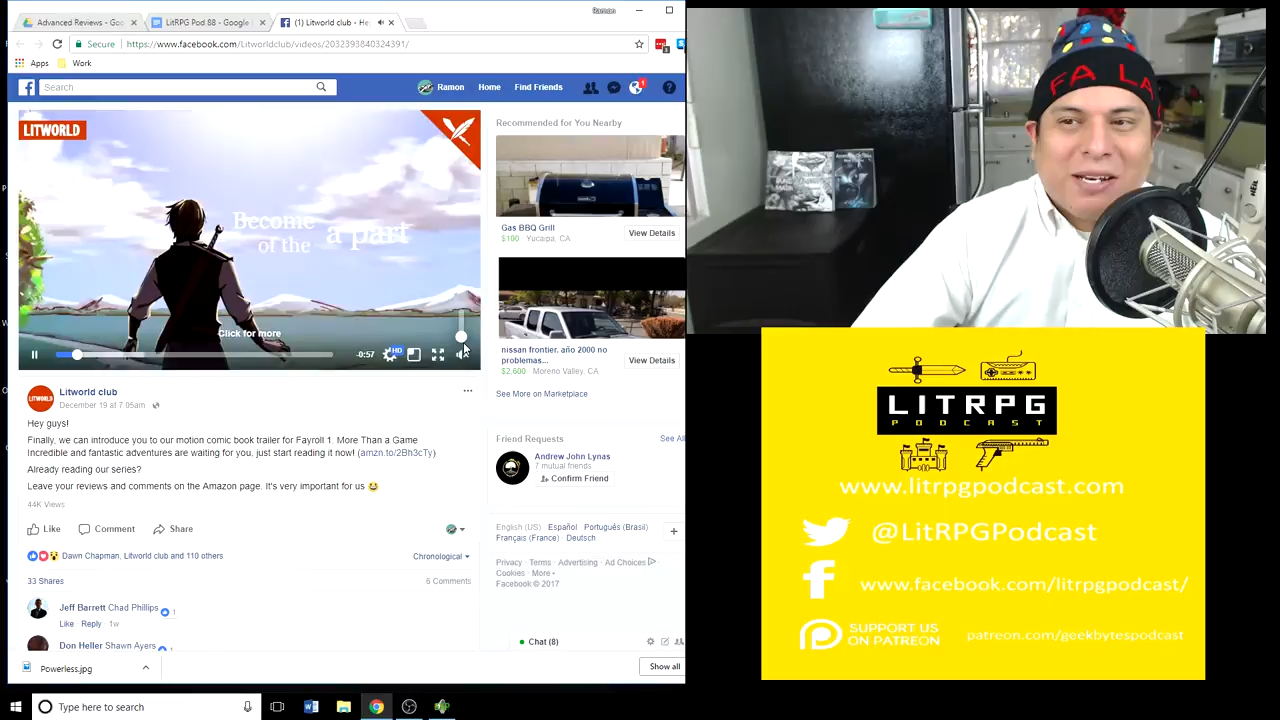 Advanced Reviews - Goo
LitRPG Pod 88 - Google
(1) Litworld club - He
Ramon
Secure
https://www.facebook.com/Litworldclub/videos/2032393840324391/
Apps
Work
Search
Ramon
Home
Find Friends
1
LITWORLD
Become
of the
a part
Click for more
-0:57
HD
Recommended for You Nearby
Gas BBQ Grill
$100 Yucaipa, CA
View Details
nissan frontier. año 2000 no
problemas...
$2,600 Moreno Valley, CA
View Details
See More on Marketplace
LITWORLD
Litworld club
December 19 at 7:05am
Hey guys!
Finally, we can introduce you to our motion comic book trailer for Fayroll 1. More Than a Game
Incredible and fantastic adventures are waiting for you, just start reading it now! (amzn.to/2Bh3cTy)
Already reading our series?
Leave your reviews and comments on the Amazon page. It's very important for us 😀
44K Views
Like
Comment
Share
Dawn Chapman, Litworld club and 110 others
Chronological
33 Shares
6 Comments
Jeff Barrett Chad Phillips
1
Like Reply 1w
Don Heller Shawn Ayers
Friend Requests
See All
Andrew John Lynas
7 mutual friends
Confirm Friend
English (US) · Español · Português (Brasil) ·
Français (France) · Deutsch
Privacy · Terms · Advertising · Ad Choices ·
Cookies · More
Facebook © 2017
Chat (8)
Powerless.jpg
Show all
Type here to search
FA LA
LITRPG
PODCAST
www.litrpgpodcast.com
@LitRPGPodcast
www.facebook.com/litrpgpodcast/
SUPPORT US
ON PATREON
patreon.com/geekbytespodcast